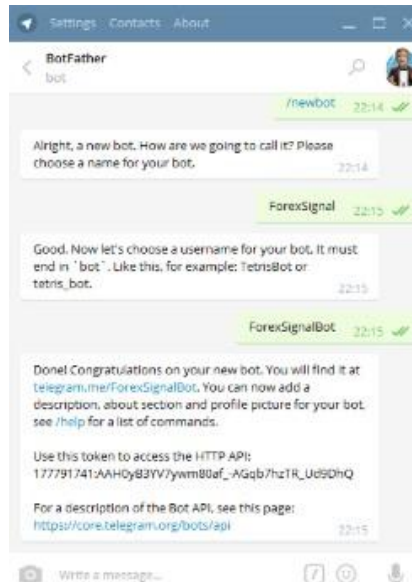 Settings Contacts About
BotFather
bot
/newbot 22:14
Alright, a new bot. How are we going to call it? Please
choose a name for your bot.
22:14
ForexSignal 22:15
Good. Now let's choose a username for your bot. It must
end in `bot`. Like this, for example: TetrisBot or
tetris_bot.
22:15
ForexSignalBot 22:15
Done! Congratulations on your new bot. You will find it at
telegram.me/ForexSignalBot. You can now add a
description, about section and profile picture for your bot,
see /help for a list of commands.
Use this token to access the HTTP API:
177791741:AAH0yB3YV7ywm80af_-AGqb7hzTR_Ud9DhQ
For a description of the Bot API, see this page:
https://core.telegram.org/bots/api
22:15
Write a message...